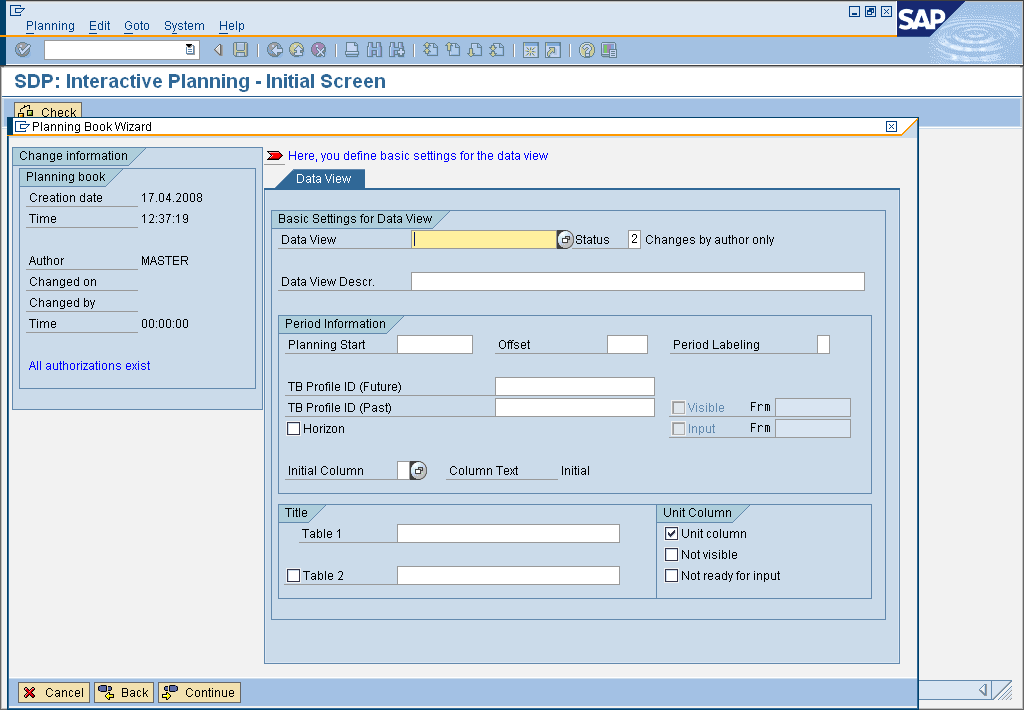 Planning Edit Goto System Help
SAP
SDP: Interactive Planning - Initial Screen
Check
Planning Book Wizard
Change information
Planning book
Creation date 17.04.2008
Time 12:37:19
Author MASTER
Changed on
Changed by
Time 00:00:00
All authorizations exist
Here, you define basic settings for the data view
Data View
Basic Settings for Data View
Data View Status 2 Changes by author only
Data View Descr.
Period Information
Planning Start Offset Period Labeling
TB Profile ID (Future)
TB Profile ID (Past) Visible Frm
Horizon Input Frm
Initial Column Column Text Initial
Title Unit Column
Table 1 Unit column
Not visible
Table 2 Not ready for input
Cancel Back Continue